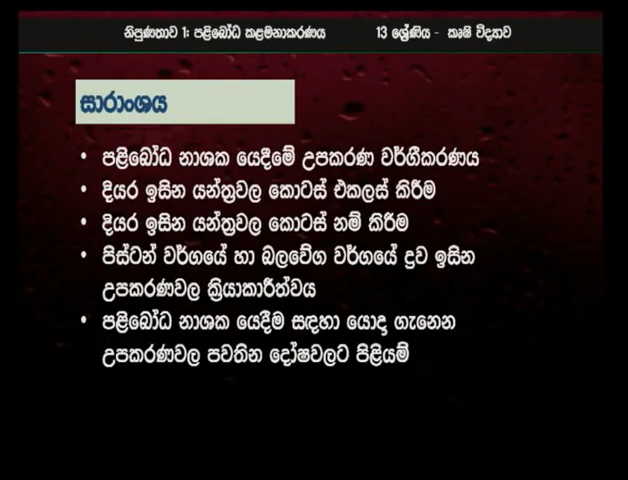 නිපුණතාව 1: පළිබෝධ කළමනාකරණය 13 ශ්‍රේණිය - කෘෂි විද්‍යාව
සාරාංශය
• පළිබෝධ නාශක යෙදීමේ උපකරණ වර්ගීකරණය
• දියර ඉසින යන්ත්‍රවල කොටස් එකලස් කිරීම
• දියර ඉසින යන්ත්‍රවල කොටස් නම් කිරීම
• පිස්ටන් වර්ගයේ හා බලවේග වර්ගයේ ද්‍රව ඉසින
උපකරණවල ක්‍රියාකාරීත්වය
• පළිබෝධ නාශක යෙදීම සඳහා යොදා ගැනෙන
උපකරණවල පවතින දෝෂවලට පිළියම්